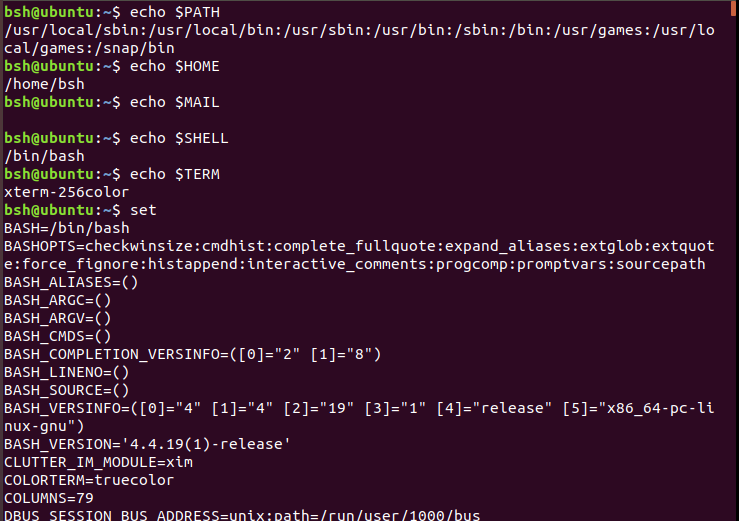 bsh@ubuntu:~$ echo $PATH
/usr/local/sbin:/usr/local/bin:/usr/sbin:/usr/bin:/sbin:/bin:/usr/games:/usr/lo
cal/games:/snap/bin
bsh@ubuntu:~$ echo $HOME
/home/bsh
bsh@ubuntu:~$ echo $MAIL

bsh@ubuntu:~$ echo $SHELL
/bin/bash
bsh@ubuntu:~$ echo $TERM
xterm-256color
bsh@ubuntu:~$ set
BASH=/bin/bash
BASHOPTS=checkwinsize:cmdhist:complete_fullquote:expand_aliases:extglob:extquot
e:force_fignore:histappend:interactive_comments:progcomp:promptvars:sourcepath
BASH_ALIASES=()
BASH_ARGC=()
BASH_ARGV=()
BASH_CMDS=()
BASH_COMPLETION_VERSINFO=([0]="2" [1]="8")
BASH_LINENO=()
BASH_SOURCE=()
BASH_VERSINFO=([0]="4" [1]="4" [2]="19" [3]="1" [4]="release" [5]="x86_64-pc-li
nux-gnu")
BASH_VERSION='4.4.19(1)-release'
CLUTTER_IM_MODULE=xim
COLORTERM=truecolor
COLUMNS=79
DBUS_SESSION_BUS_ADDRESS=unix:path=/run/user/1000/bus